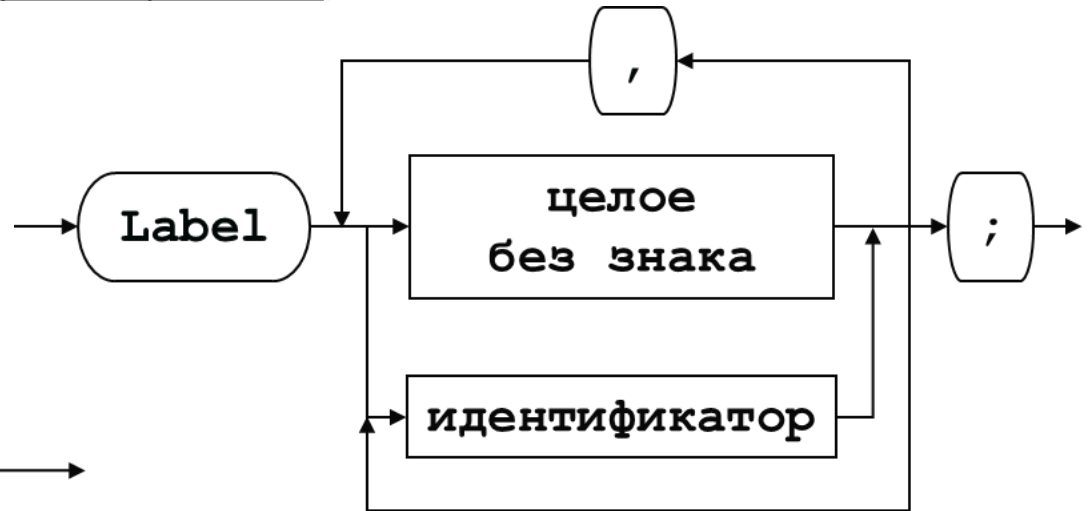 ,
Label
целое
без знака
;
идентификатор